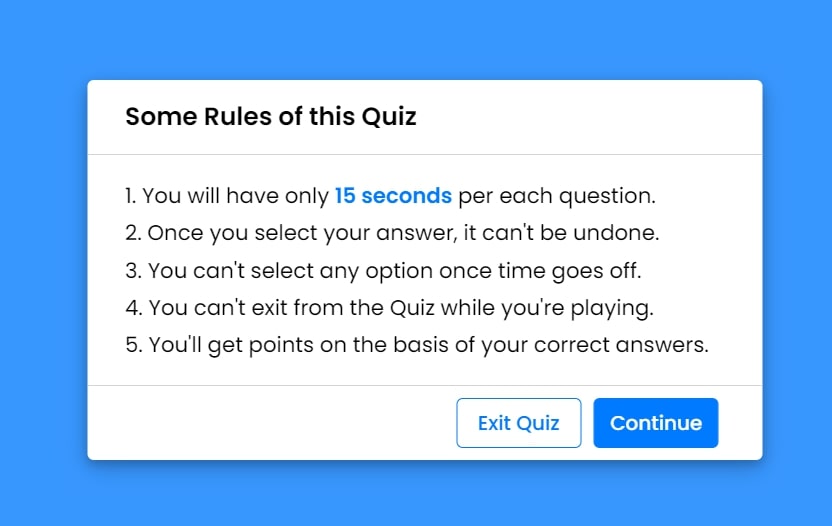 Some Rules of this Quiz
1. You will have only 15 seconds per each question.
2. Once you select your answer, it can't be undone.
3. You can't select any option once time goes off.
4. You can't exit from the Quiz while you're playing.
5. You'll get points on the basis of your correct answers.
Exit Quiz
Continue